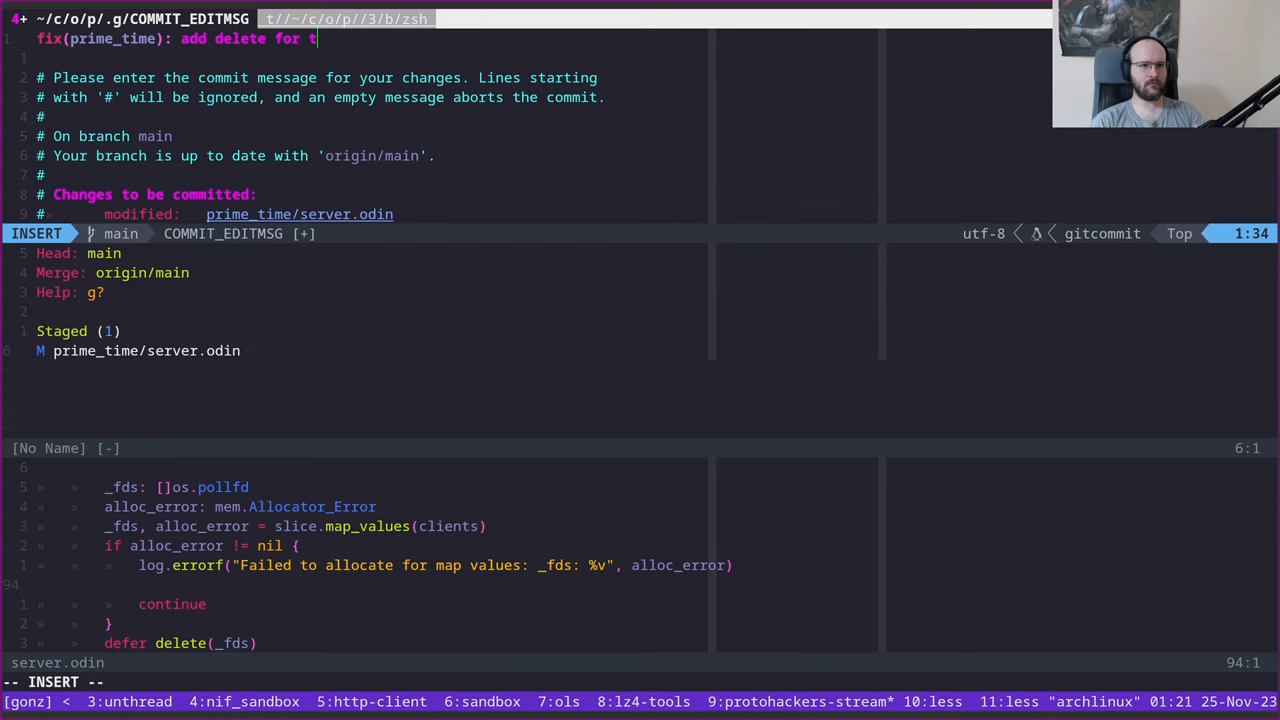 4+ ~/c/o/p/.g/COMMIT_EDITMSG  t//~/c/o/p//3/b/zsh
1 fix(prime_time): add delete for t
1
2 # Please enter the commit message for your changes. Lines starting
3 # with '#' will be ignored, and an empty message aborts the commit.
4 #
5 # On branch main
6 # Your branch is up to date with 'origin/main'.
7 #
8 # Changes to be committed:
9 #» modified: prime_time/server.odin
INSERT main COMMIT_EDITMSG [+] utf-8 gitcommit Top 1:34
5 Head: main
4 Merge: origin/main
3 Help: g?
2
1 Staged (1)
6 M prime_time/server.odin
[No Name] [-] 6:1
6
5 » » _fds: []os.pollfd
4 » » alloc_error: mem.Allocator_Error
3 » » _fds, alloc_error = slice.map_values(clients)
2 » » if alloc_error != nil {
1 » » » log.errorf("Failed to allocate for map values: _fds: %v", alloc_error)
94
1 » » » continue
2 » » }
3 » » defer delete(_fds)
server.odin 94:1
-- INSERT --
[gonz] < 3:unthread 4:nif_sandbox 5:http-client 6:sandbox 7:ols 8:lz4-tools 9:protohackers-stream* 10:less 11:less "archlinux" 01:21 25-Nov-23